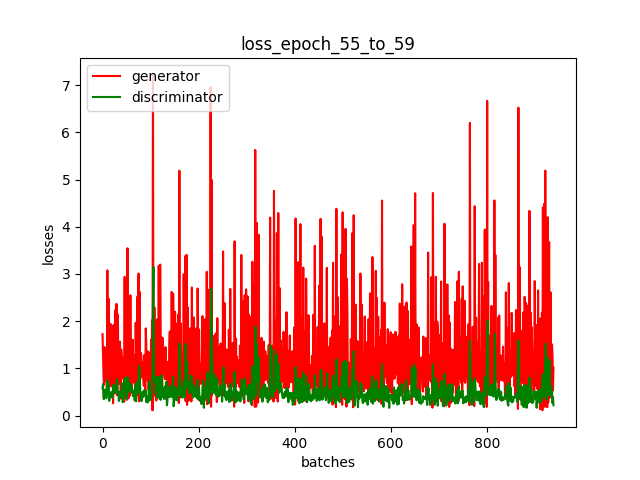 loss_epoch_55_to_59
generator
discriminator
7
6
5
4
3
2
1
0
losses
0
200
400
600
800
batches